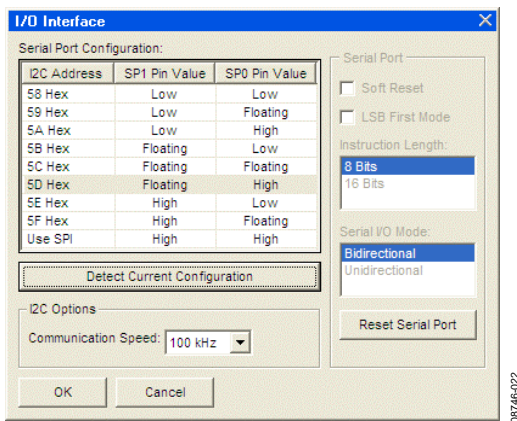 I/O Interface
Serial Port Configuration:
I2C Address SP1 Pin Value SP0 Pin Value
58 Hex Low Low
59 Hex Low Floating
5A Hex Low High
5B Hex Floating Low
5C Hex Floating Floating
5D Hex Floating High
5E Hex High Low
5F Hex High Floating
Use SPI High High
Detect Current Configuration
I2C Options
Communication Speed: 100 kHz
OK Cancel
Serial Port
Soft Reset
LSB First Mode
Instruction Length:
8 Bits
16 Bits
Serial I/O Mode:
Bidirectional
Unidirectional
Reset Serial Port
08746-022